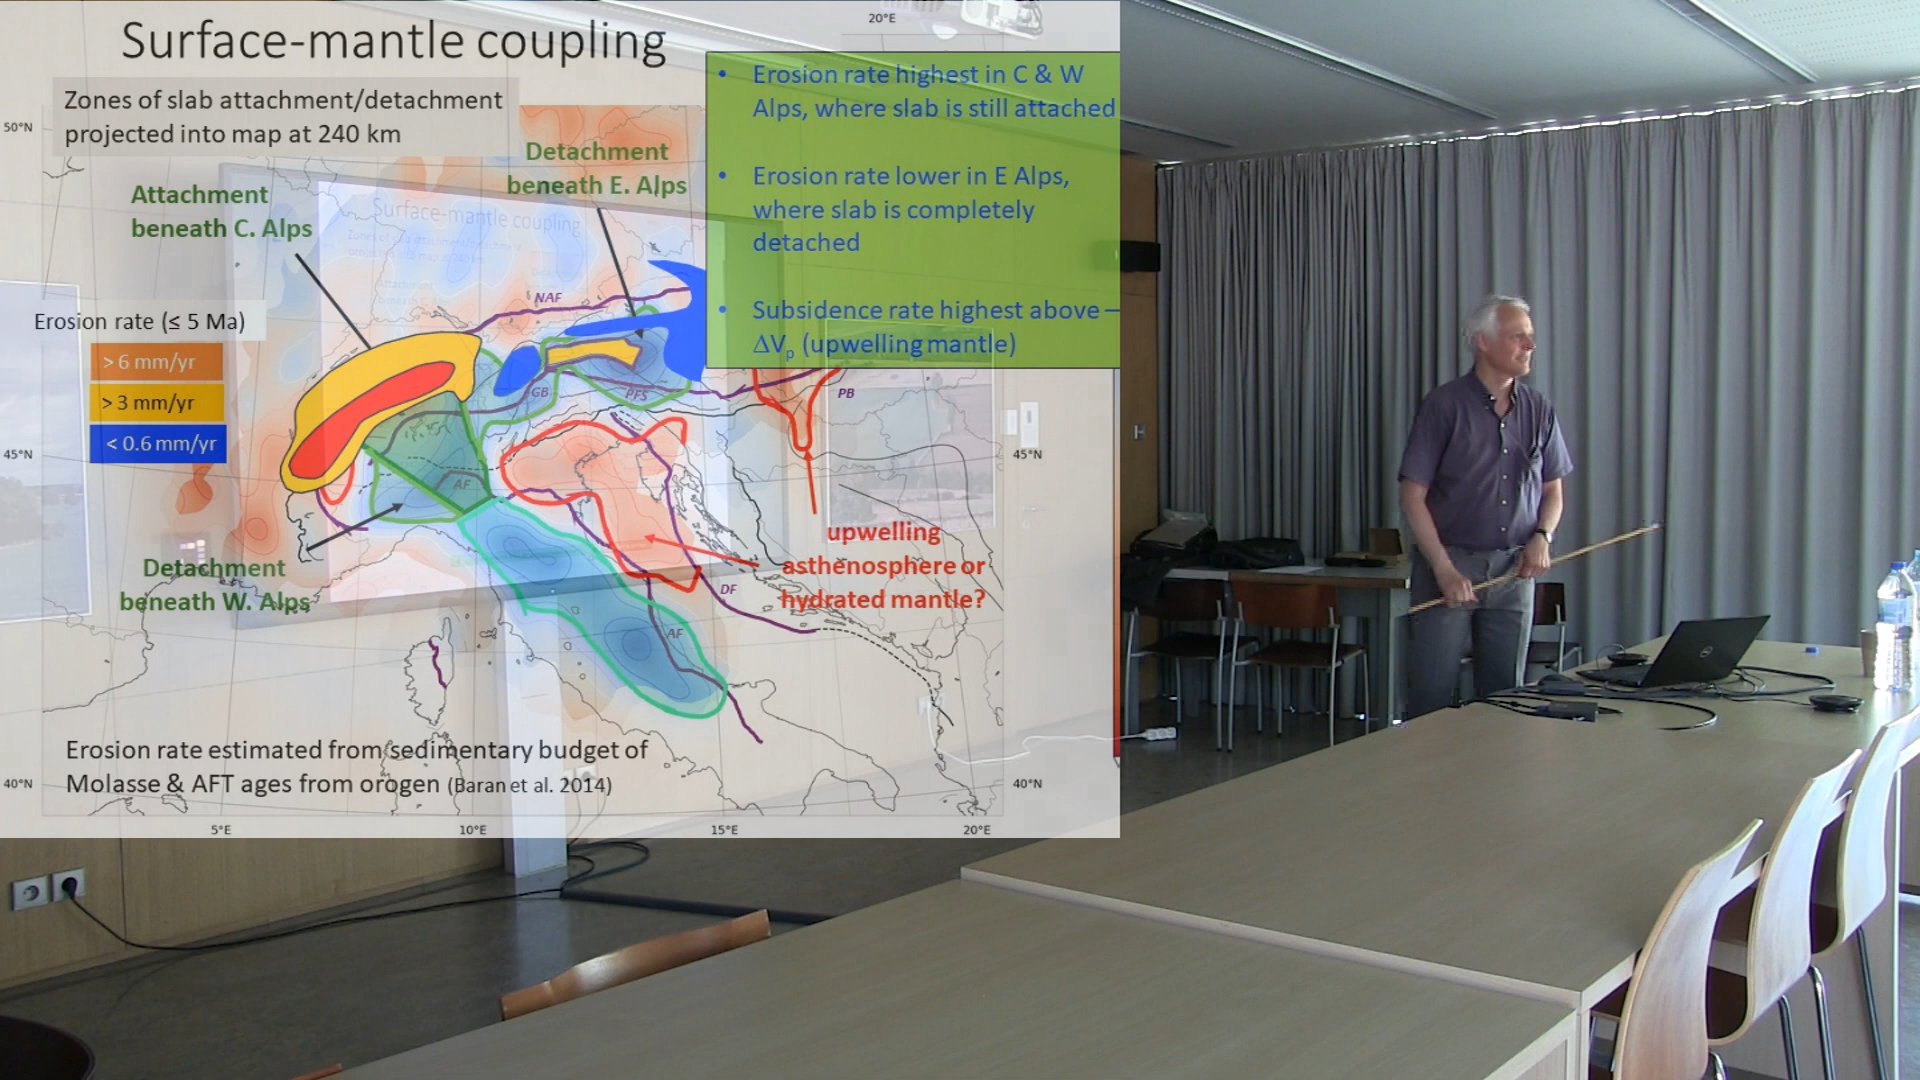 Surface-mantle coupling
Zones of slab attachment/detachment
projected into map at 240 km
20°E
50°N
Attachment
beneath C. Alps
Detachment
beneath E. Alps
• Erosion rate highest in C & W
Alps, where slab is still attached
• Erosion rate lower in E Alps,
where slab is completely
detached
• Subsidence rate highest above –
ΔVp (upwelling mantle)
Erosion rate (≤ 5 Ma)
> 6 mm/yr
> 3 mm/yr
< 0.6 mm/yr
NAF
GB
PFS
PB
45°N
45°N
AF
Surface-mantle coupling
Detachment
beneath W. Alps
upwelling
asthenosphere or
hydrated mantle?
DF
AF
Erosion rate estimated from sedimentary budget of
Molasse & AFT ages from orogen (Baran et al. 2014)
40°N
40°N
5°E
10°E
15°E
20°E